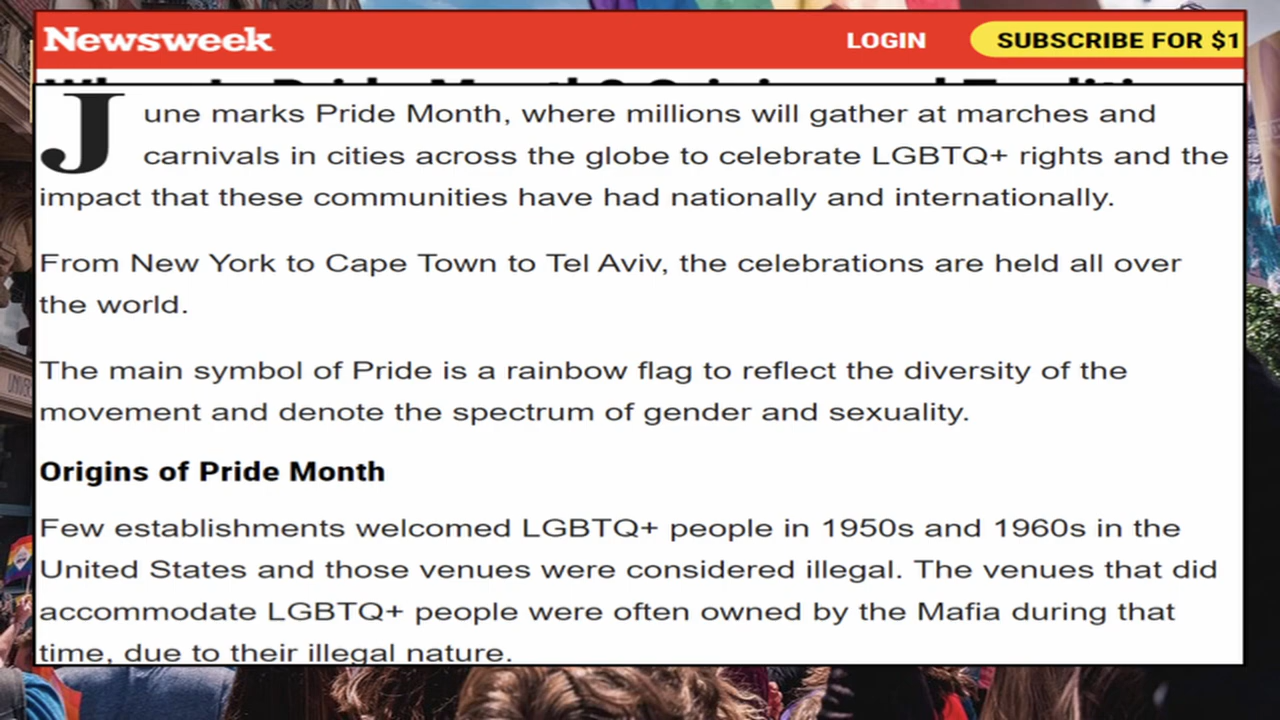 Newsweek
LOGIN
SUBSCRIBE FOR $1
June marks Pride Month, where millions will gather at marches and
carnivals in cities across the globe to celebrate LGBTQ+ rights and the
impact that these communities have had nationally and internationally.
From New York to Cape Town to Tel Aviv, the celebrations are held all over
the world.
The main symbol of Pride is a rainbow flag to reflect the diversity of the
movement and denote the spectrum of gender and sexuality.
Origins of Pride Month
Few establishments welcomed LGBTQ+ people in 1950s and 1960s in the
United States and those venues were considered illegal. The venues that did
accommodate LGBTQ+ people were often owned by the Mafia during that
time, due to their illegal nature.